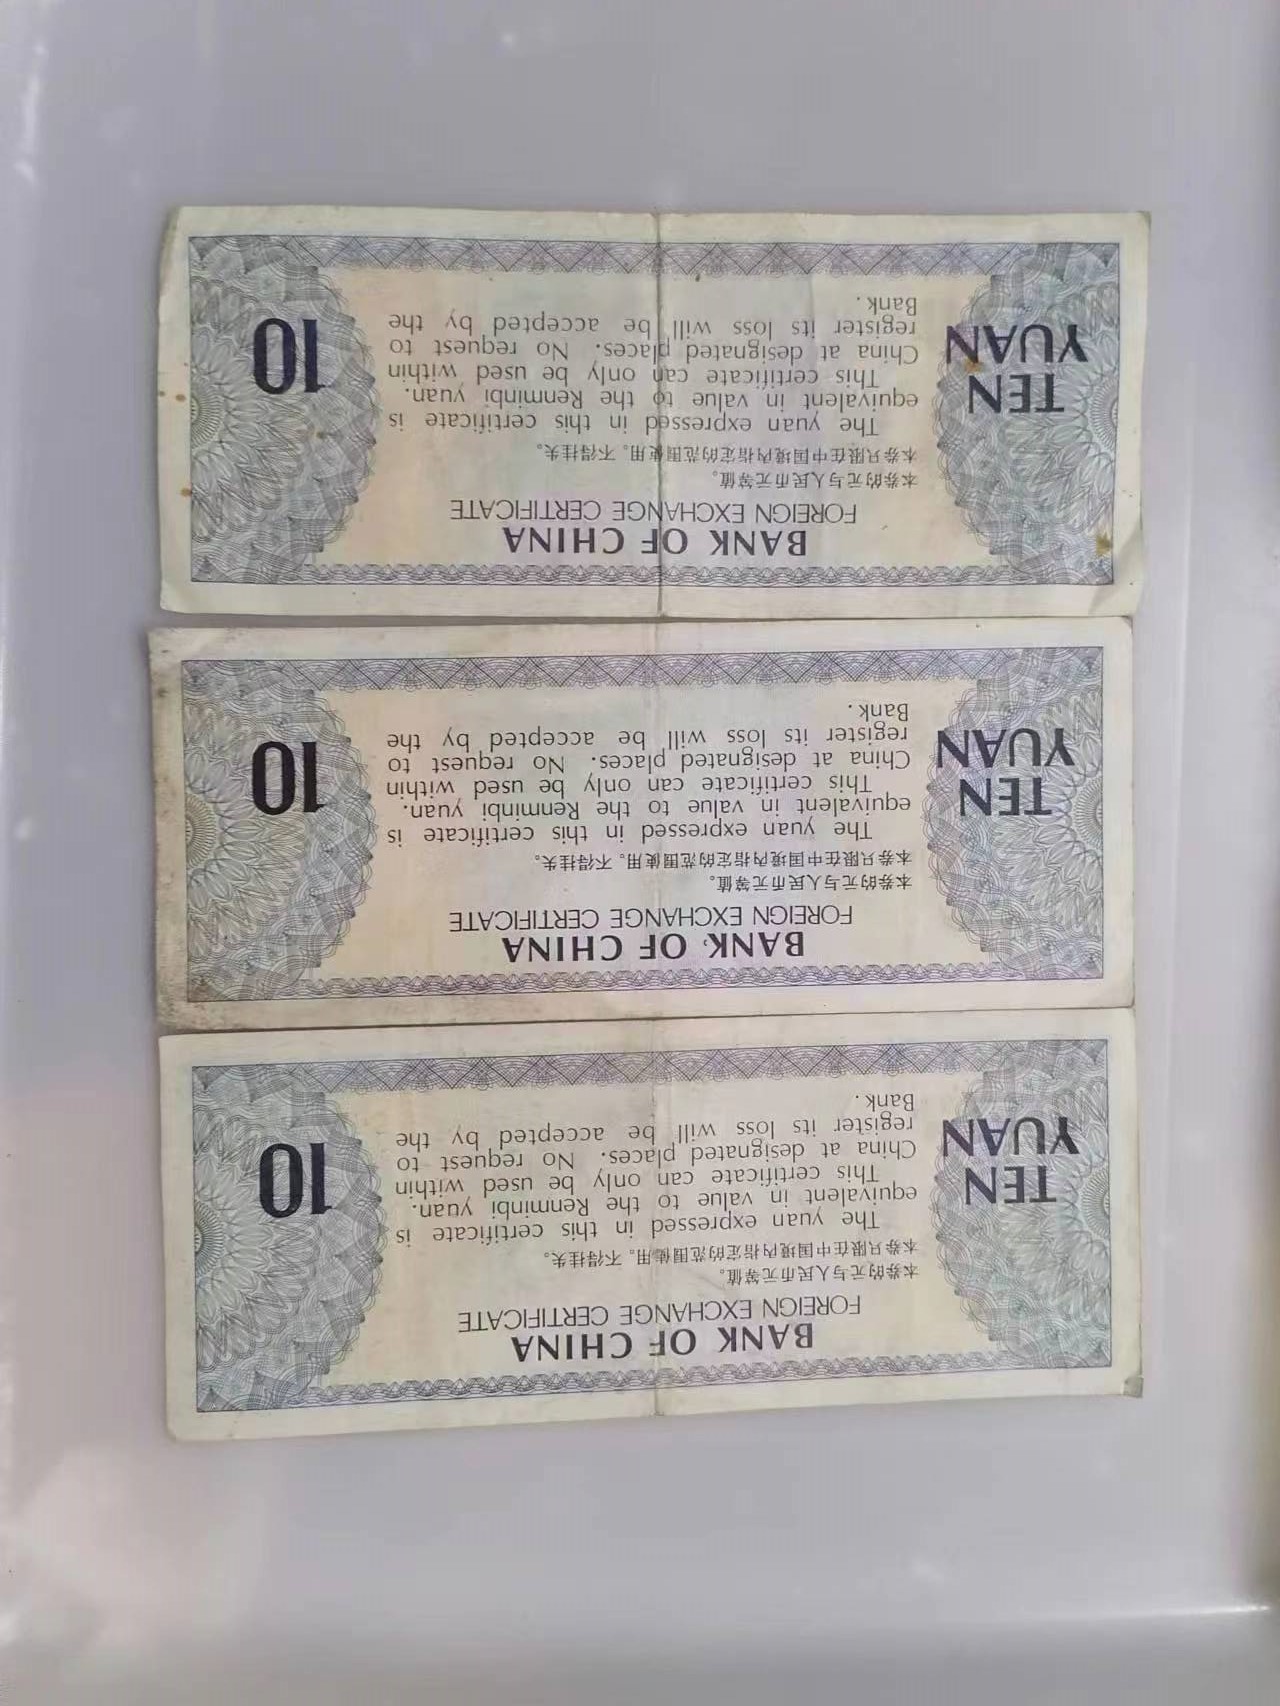 BANK OF CHINA
FOREIGN EXCHANGE CERTIFICATE
本券的元与人民币元等值。
本券只限在中国境内指定的范围使用。不得挂失。
The yuan expressed in this certificate is
equivalent in value to the Renminbi yuan.
This certificate can only be used within
China at designated places. No request to
register its loss will be accepted by the
Bank.
TEN
YUAN
10
BANK OF CHINA
FOREIGN EXCHANGE CERTIFICATE
本券的元与人民币元等值。
本券只限在中国境内指定的范围使用。不得挂失。
The yuan expressed in this certificate is
equivalent in value to the Renminbi yuan.
This certificate can only be used within
China at designated places. No request to
register its loss will be accepted by the
Bank.
TEN
YUAN
10
BANK OF CHINA
FOREIGN EXCHANGE CERTIFICATE
本券的元与人民币元等值。
本券只限在中国境内指定的范围使用。不得挂失。
The yuan expressed in this certificate is
equivalent in value to the Renminbi yuan.
This certificate can only be used within
China at designated places. No request to
register its loss will be accepted by the
Bank.
TEN
YUAN
10